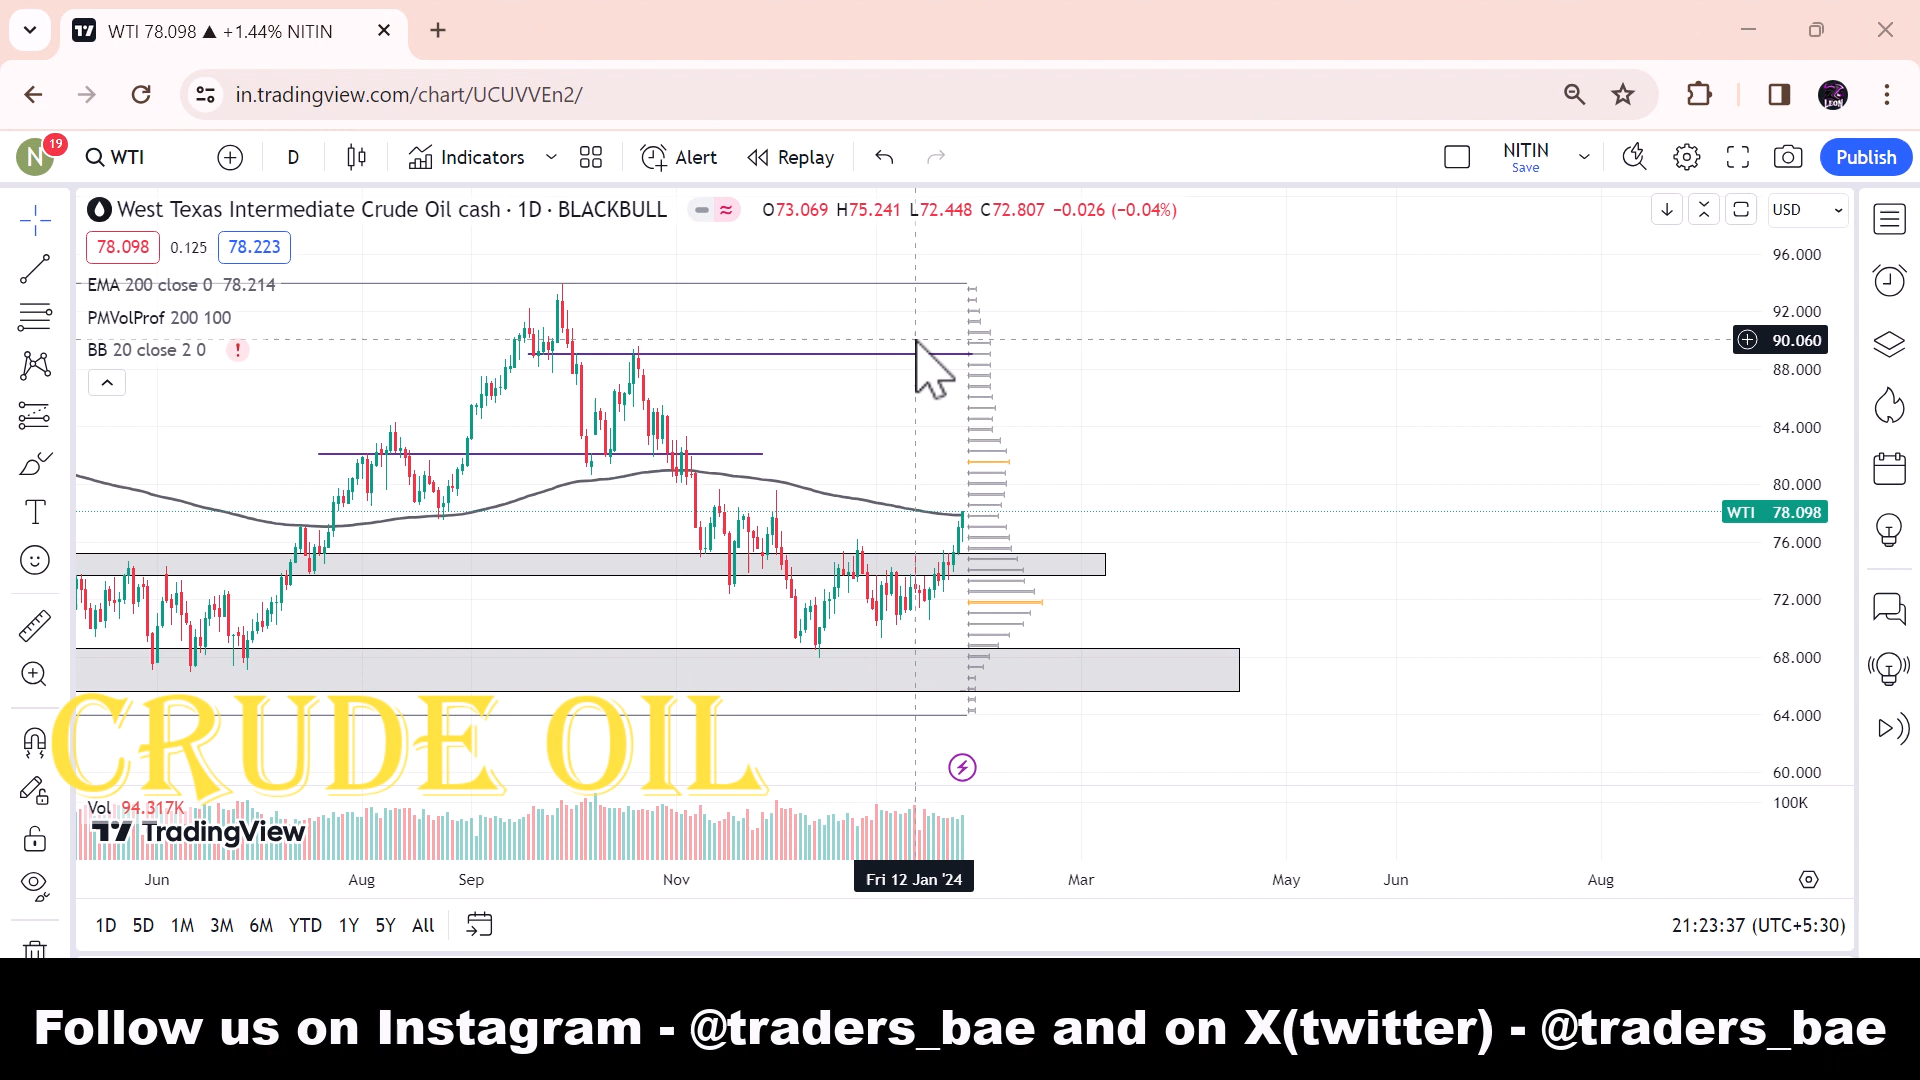 WTI 78.098 ▲ +1.44% NITIN
in.tradingview.com/chart/UCUVVEn2/
N 19 WTI D Indicators Alert Replay NITIN Save Publish
West Texas Intermediate Crude Oil cash · 1D · BLACKBULL O73.069 H75.241 L72.448 C72.807 −0.026 (−0.04%) USD
78.098 0.125 78.223
EMA 200 close 0 78.214
PMVolProf 200 100
BB 20 close 2 0 !
96.000
92.000
90.060
88.000
84.000
80.000
WTI 78.098
76.000
72.000
68.000
64.000
60.000
100K
CRUDE OIL
Vol 94.317K
TradingView
Jun Aug Sep Nov Fri 12 Jan '24 Mar May Jun Aug
1D 5D 1M 3M 6M YTD 1Y 5Y All 21:23:37 (UTC+5:30)
Follow us on Instagram - @traders_bae and on X(twitter) - @traders_bae